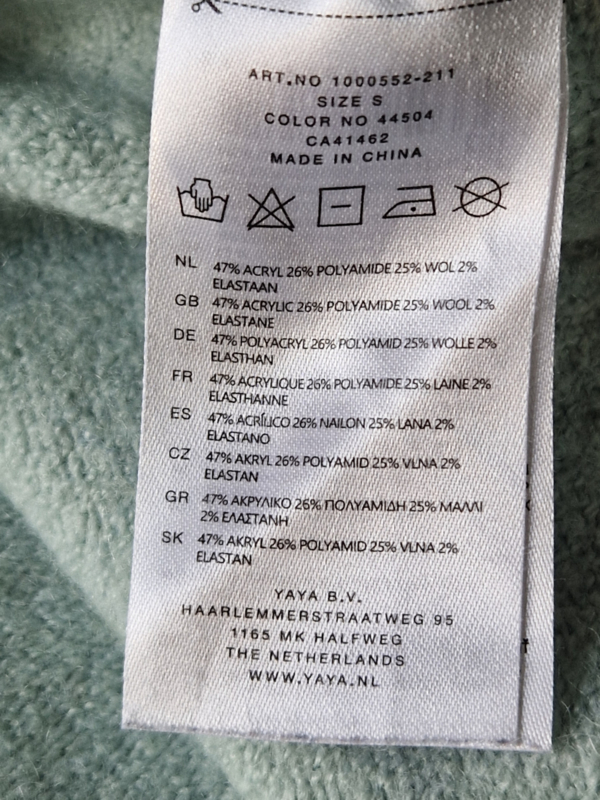 ART.NO 1000552-211
SIZE S
COLOR NO 44504
CA41462
MADE IN CHINA
NL 47% ACRYL 26% POLYAMIDE 25% WOL 2%
ELASTAAN
GB 47% ACRYLIC 26% POLYAMIDE 25% WOOL 2%
ELASTANE
DE 47% POLYACRYL 26% POLYAMID 25% WOLLE 2%
ELASTHAN
FR 47% ACRYLIQUE 26% POLYAMIDE 25% LAINE 2%
ELASTHANNE
ES 47% ACRÍLICO 26% NAILON 25% LANA 2%
ELASTANO
CZ 47% AKRYL 26% POLYAMID 25% VLNA 2%
ELASTAN
GR 47% ΑΚΡΥΛΙΚΟ 26% ΠΟΛΥΑΜΙΔΗ 25% ΜΑΛΛΙ
2% ΕΛΑΣΤΑΝΗ
SK 47% AKRYL 26% POLYAMID 25% VLNA 2%
ELASTAN
YAYA B.V.
HAARLEMMERSTRAATWEG 95
1165 MK HALFWEG
THE NETHERLANDS
WWW.YAYA.NL